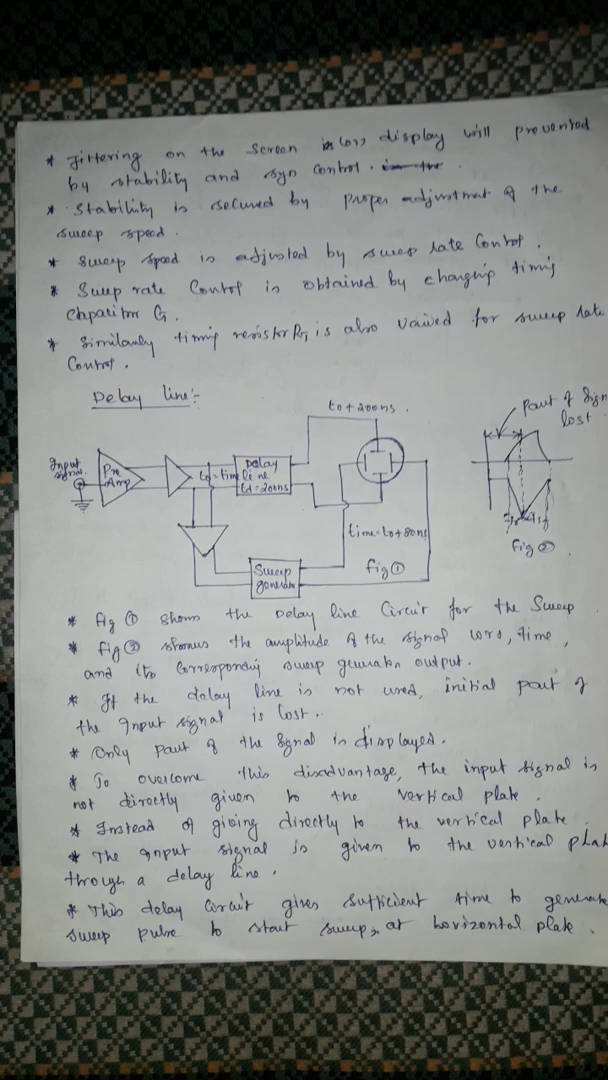 * Jittering on the screen in CRO display will prevented
by stability and syn control.
* Stability is secured by proper adjustment of the
sweep speed.
* Sweep speed is adjusted by sweep rate Control.
* Sweep rate Control is obtained by changing timing
Capacitor
* Similarly timing resistor is also varied for sweep rate
Control.
Delay line:-
to+200ns.
part of Sign
lost.
Input
signal.
Pre
Amp
to=time
Delay
line
td=200ns
time=to+80ns
Sweep
generator
fig ①
fig ②
* fig ① shows the Delay line Circuit for the Sweep
* fig ② shows the amplitude of the signal w.r.s, time,
and its Corresponding sweep generator output.
* If the delay line is not used, initial part of
the Input signal is lost.
* Only part of the Signal is displayed.
* To overcome this disadvantage, the input signal is
not directly given to the vertical plate.
* Instead of giving directly to the vertical plate
* The Input signal is given to the vertical plat
through a delay line.
* This delay circuit gives sufficient time to generate
sweep pulse to start sweep, at horizontal plate.